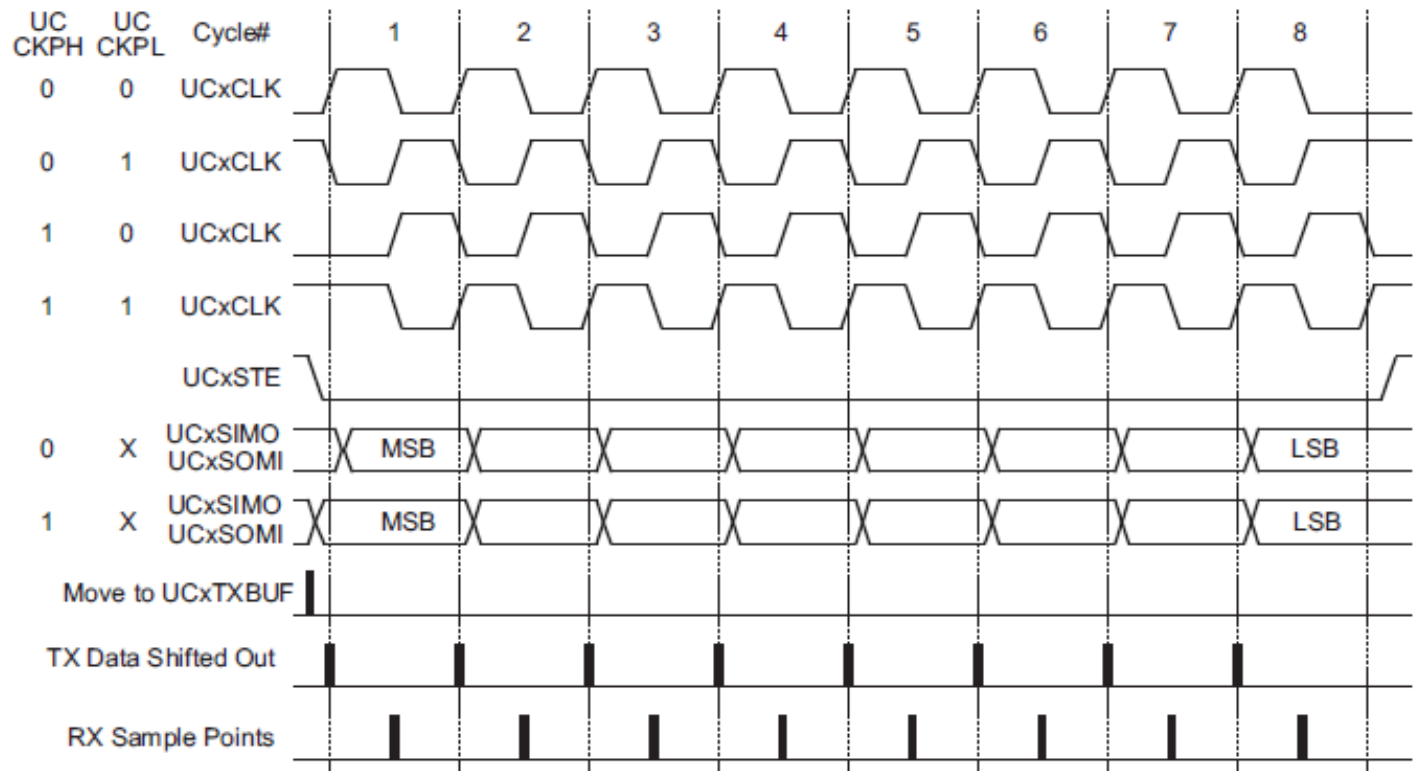 UC UC Cycle# 1 2 3 4 5 6 7 8
CKPH CKPL
0 0 UCxCLK
0 1 UCxCLK
1 0 UCxCLK
1 1 UCxCLK
UCxSTE
0 X UCxSIMO MSB LSB
UCxSOMI
1 X UCxSIMO MSB LSB
UCxSOMI
Move to UCxTXBUF
TX Data Shifted Out
RX Sample Points